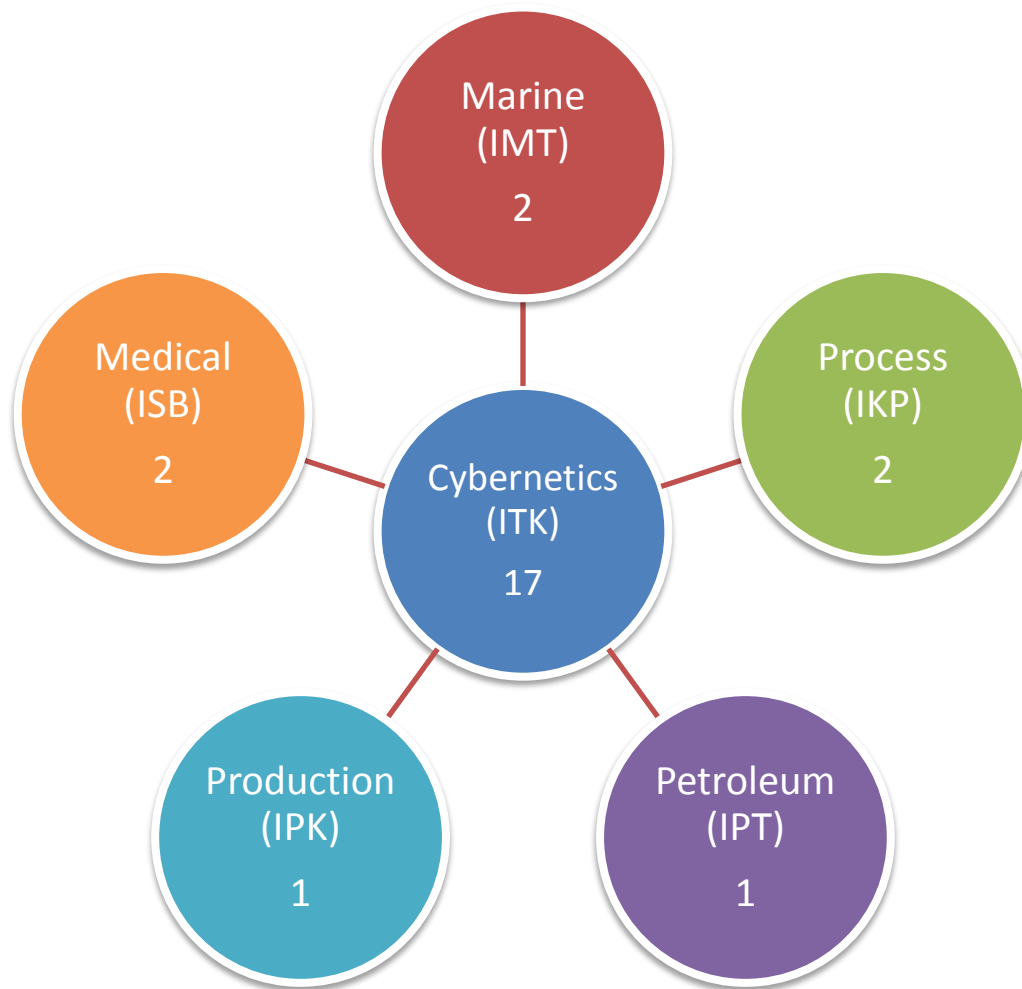 Marine
(IMT)
2
Medical
(ISB)
2
Process
(IKP)
2
Cybernetics
(ITK)
17
Production
(IPK)
1
Petroleum
(IPT)
1